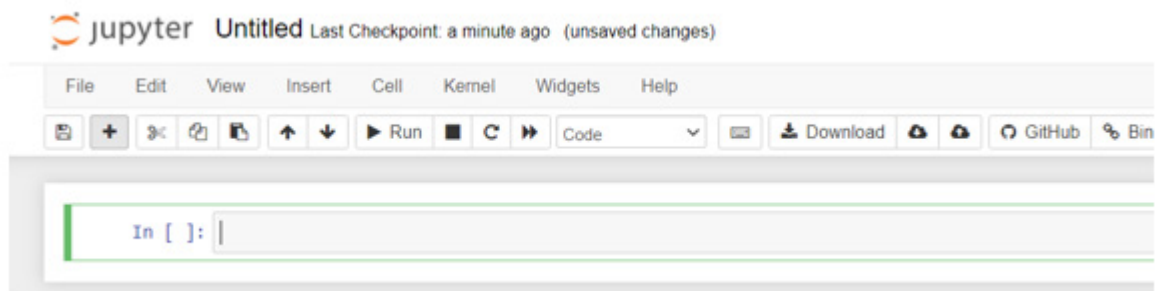 jupyter Untitled Last Checkpoint: a minute ago (unsaved changes)
File Edit View Insert Cell Kernel Widgets Help
Run Code Download GitHub Bin
In [ ]: